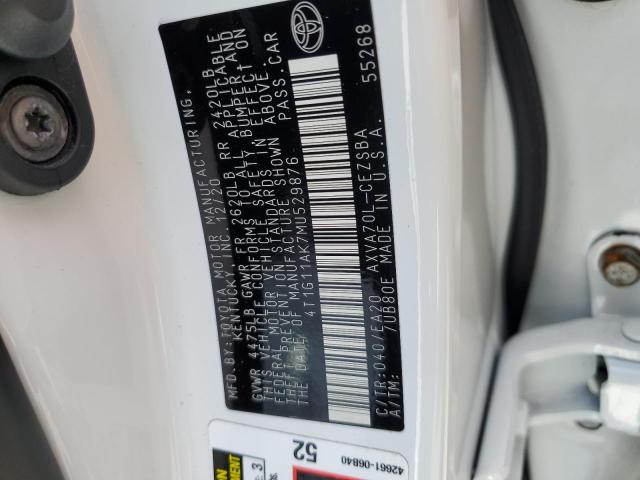 MFD. BY: TOYOTA MOTOR MANUFACTURING,
KENTUCKY, INC. 12/20
GVWR 4475LB GAWR FR 2620LB RR 2420LB
THIS VEHICLE CONFORMS TO ALL APPLICABLE
FEDERAL MOTOR VEHICLE SAFETY, BUMPER, AND
THEFT PREVENTION STANDARDS IN EFFECT ON
THE DATE OF MANUFACTURE SHOWN ABOVE.
4T1G11AK7MU529876 PASS.CAR
C/TR:040/EA20 AXVA70L-CEZSBA 55268
A/TM: /UB80E MADE IN U.S.A.
52
42661-06B40